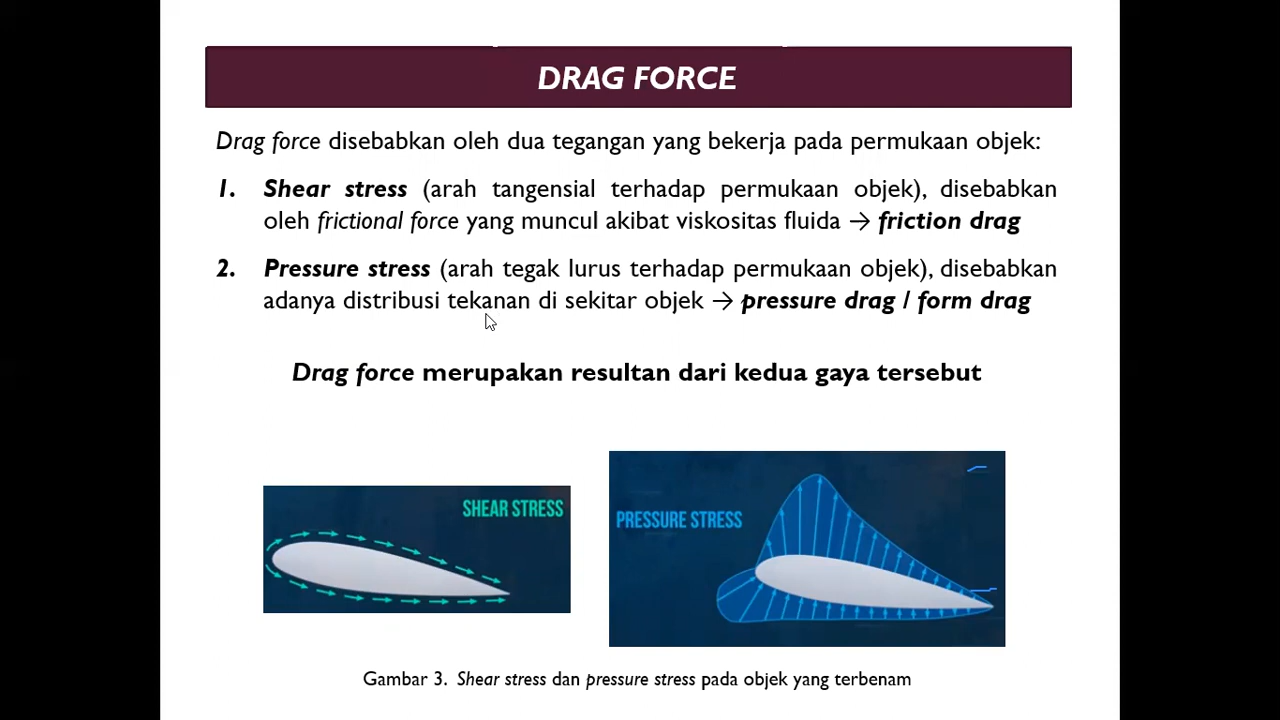 DRAG FORCE
Drag force disebabkan oleh dua tegangan yang bekerja pada permukaan objek:
1. Shear stress (arah tangensial terhadap permukaan objek), disebabkan
oleh frictional force yang muncul akibat viskositas fluida → friction drag
2. Pressure stress (arah tegak lurus terhadap permukaan objek), disebabkan
adanya distribusi tekanan di sekitar objek → pressure drag / form drag
Drag force merupakan resultan dari kedua gaya tersebut
SHEAR STRESS
PRESSURE STRESS
Gambar 3. Shear stress dan pressure stress pada objek yang terbenam